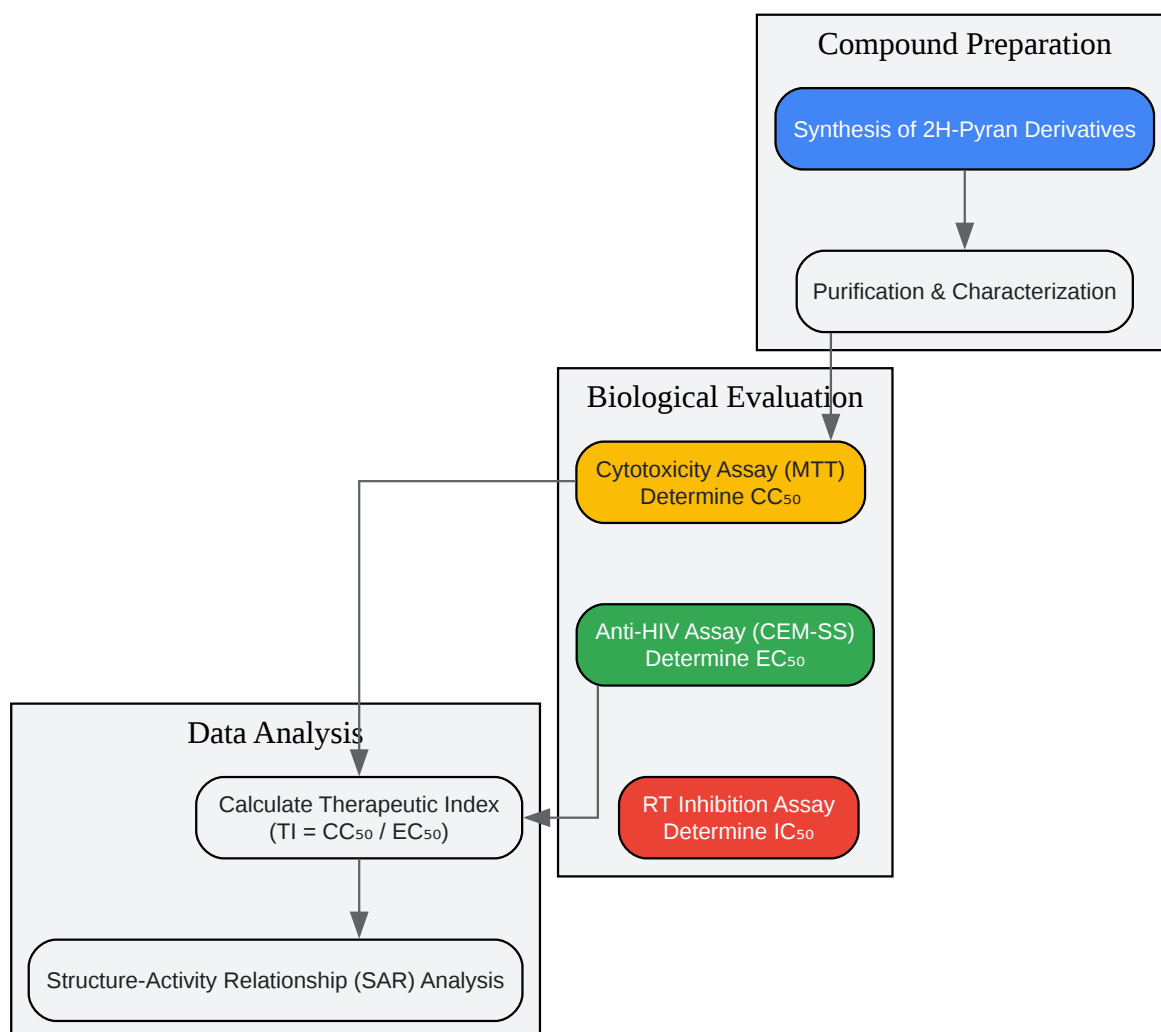 Compound Preparation
Synthesis of 2H-Pyran Derivatives
Purification & Characterization
Biological Evaluation
Cytotoxicity Assay (MTT)
Determine CC₅₀
Anti-HIV Assay (CEM-SS)
Determine EC₅₀
RT Inhibition Assay
Determine IC₅₀
Data Analysis
Calculate Therapeutic Index
(TI = CC₅₀ / EC₅₀)
Structure-Activity Relationship (SAR) Analysis